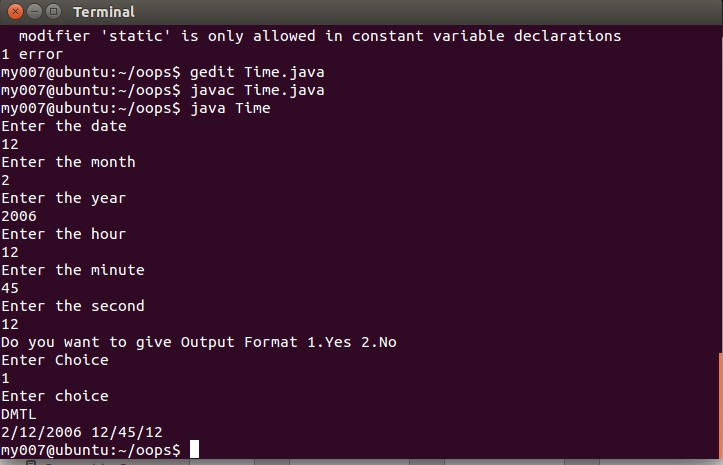 Terminal
modifier 'static' is only allowed in constant variable declarations
1 error
my007@ubuntu:~/oops$ gedit Time.java
my007@ubuntu:~/oops$ javac Time.java
my007@ubuntu:~/oops$ java Time
Enter the date
12
Enter the month
2
Enter the year
2006
Enter the hour
12
Enter the minute
45
Enter the second
12
Do you want to give Output Format 1.Yes 2.No
Enter Choice
1
Enter choice
DMTL
2/12/2006 12/45/12
my007@ubuntu:~/oops$